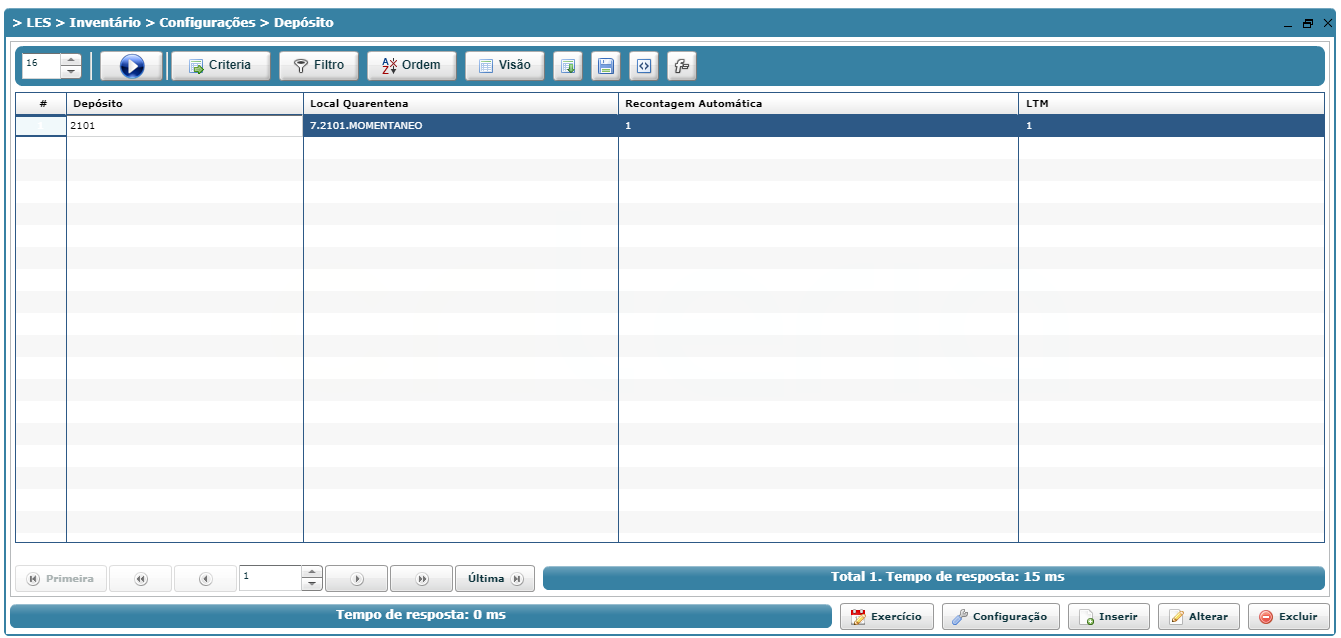 > LES > Inventário > Configurações > Depósito
16 Criteria Filtro Ordem Visão
# Depósito Local Quarentena Recontagem Automática LTM
2101 7.2101.MOMENTANEO 1 1
Primeira 1 Última Total 1. Tempo de resposta: 15 ms
Tempo de resposta: 0 ms Exercício Configuração Inserir Alterar Excluir